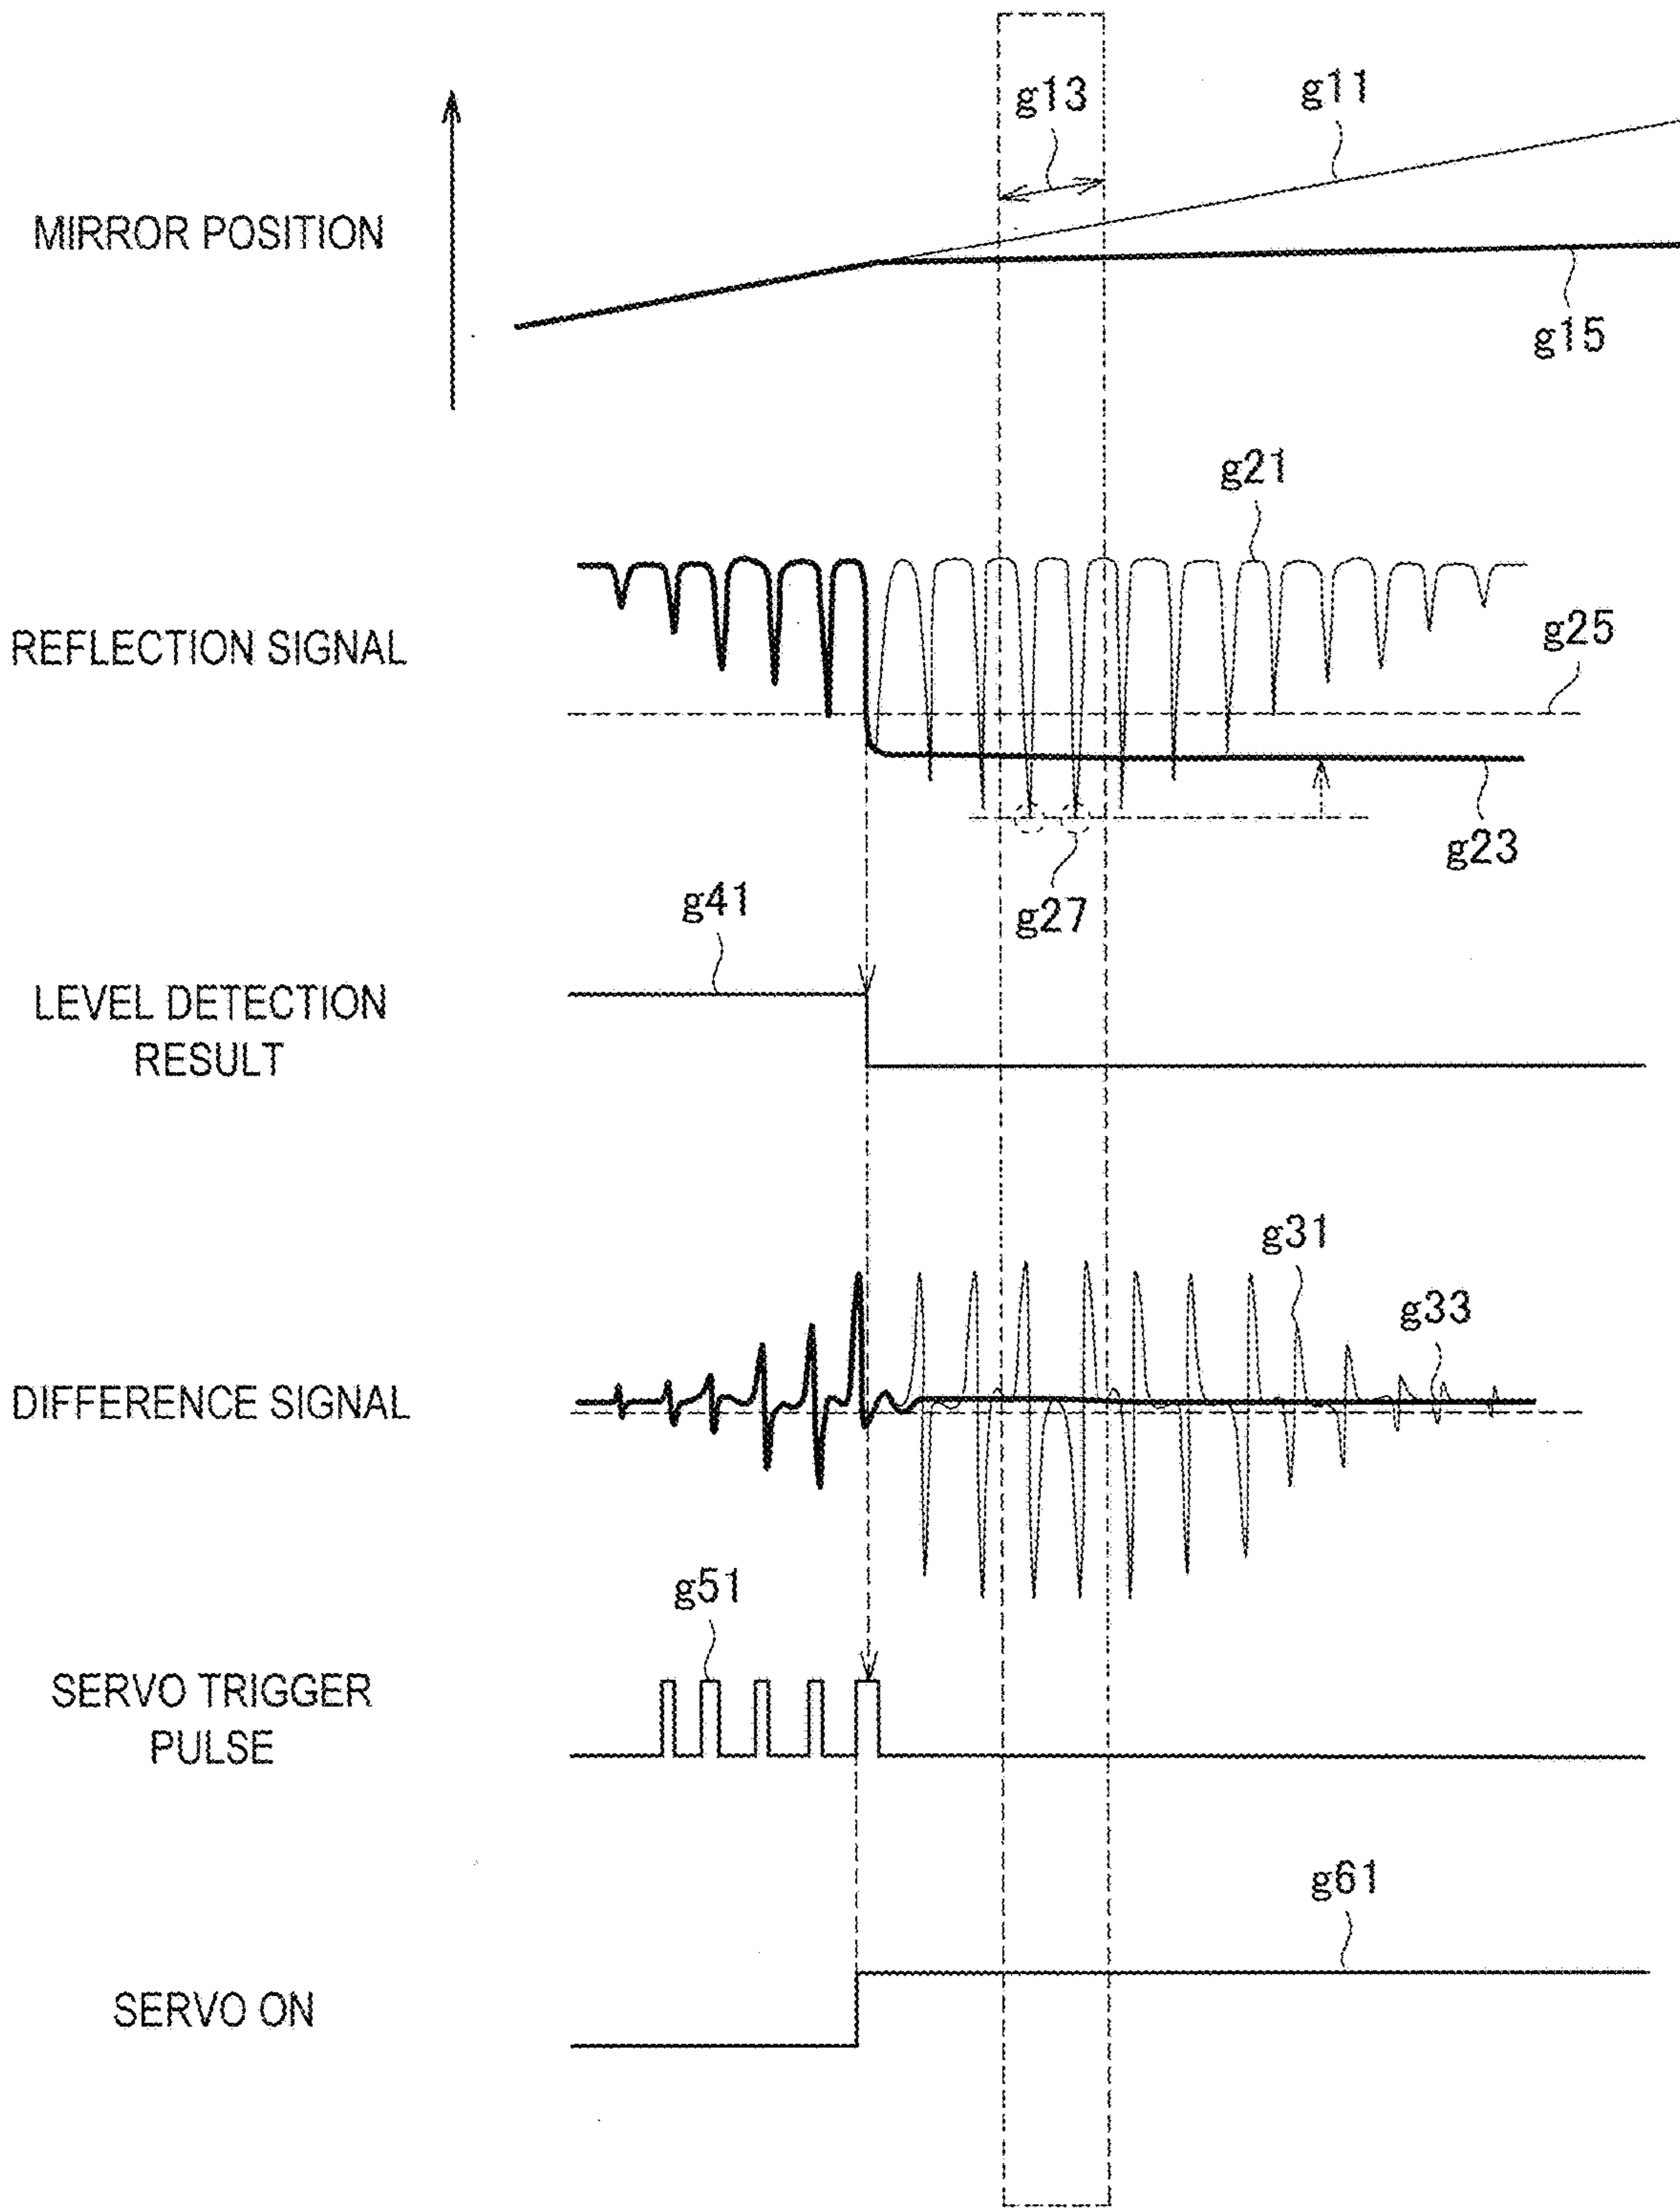 g13
g11
MIRROR POSITION
g15
g21
REFLECTION SIGNAL
g25
g23
g27
g41
LEVEL DETECTION
RESULT
g31
g33
DIFFERENCE SIGNAL
g51
SERVO TRIGGER
PULSE
g61
SERVO ON